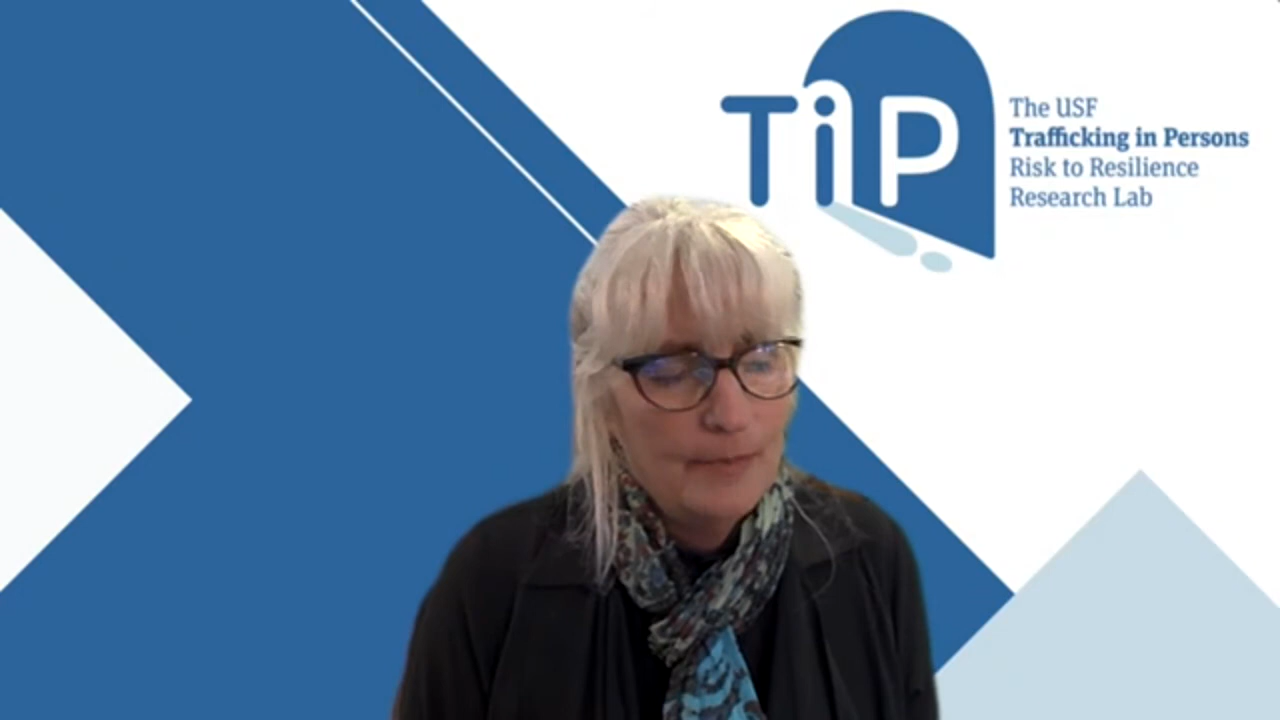 TiP
The USF
Trafficking in Persons
Risk to Resilience
Research Lab